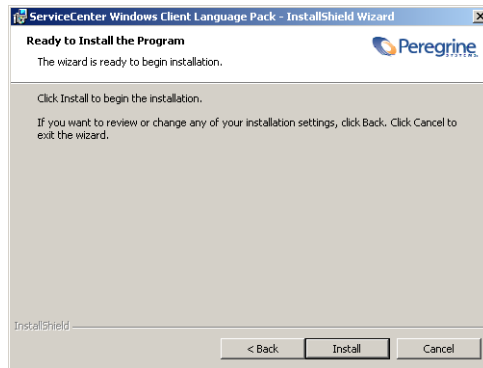 ServiceCenter Windows Client Language Pack - InstallShield Wizard
Ready to Install the Program
The wizard is ready to begin installation.
Peregrine
SYSTEMS
Click Install to begin the installation.
If you want to review or change any of your installation settings, click Back. Click Cancel to
exit the wizard.
InstallShield
< Back
Install
Cancel